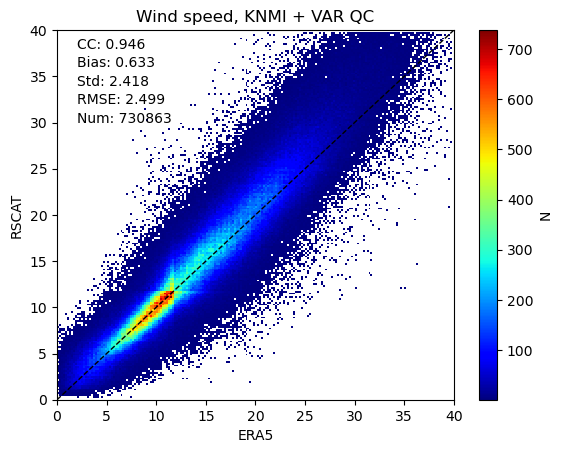 Wind speed, KNMI + VAR QC
CC: 0.946
Bias: 0.633
Std: 2.418
RMSE: 2.499
Num: 730863
40
35
30
25
20
15
10
5
0
RSCAT
0 5 10 15 20 25 30 35 40
ERA5
700
600
500
400
300
200
100
N